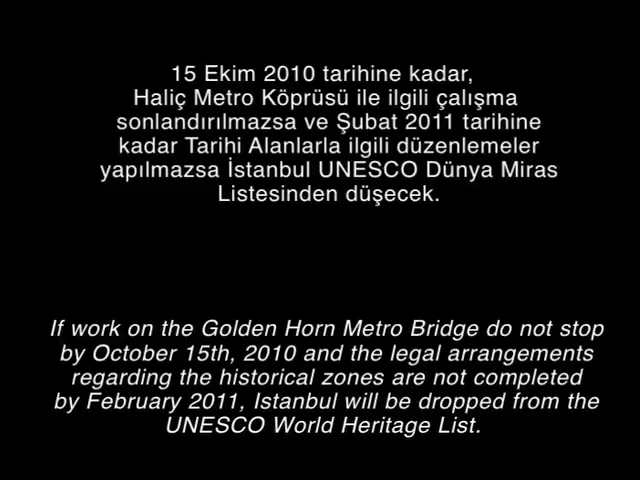 15 Ekim 2010 tarihine kadar,
Haliç Metro Köprüsü ile ilgili çalışma
sonlandırılmazsa ve Şubat 2011 tarihine
kadar Tarihi Alanlarla ilgili düzenlemeler
yapılmazsa İstanbul UNESCO Dünya Miras
Listesinden düşecek.
If work on the Golden Horn Metro Bridge do not stop
by October 15th, 2010 and the legal arrangements
regarding the historical zones are not completed
by February 2011, Istanbul will be dropped from the
UNESCO World Heritage List.